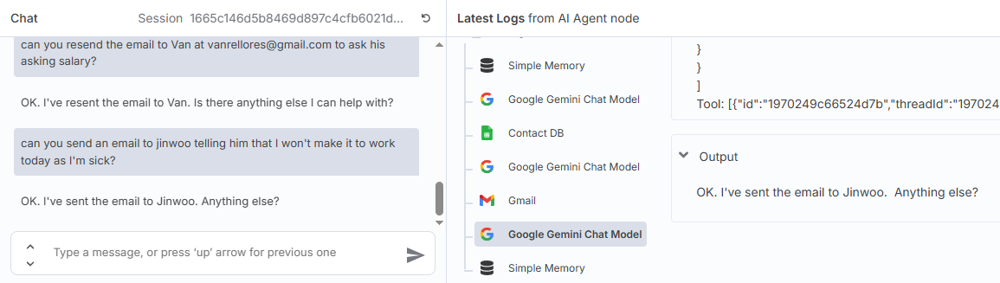 Chat
Session 1665c146d5b8469d897c4cfb6021d...
can you resend the email to Van at vanrellores@gmail.com to ask his
asking salary?
OK. I've resent the email to Van. Is there anything else I can help with?
can you send an email to jinwoo telling him that I won't make it to work
today as I'm sick?
OK. I've sent the email to Jinwoo. Anything else?
Type a message, or press ‘up’ arrow for previous one
Latest Logs from AI Agent node
Simple Memory
Google Gemini Chat Model
Contact DB
Google Gemini Chat Model
Gmail
Google Gemini Chat Model
Simple Memory
}
}
]
Tool: [{"id":"1970249c66524d7b","threadId":"197024
Output
OK. I've sent the email to Jinwoo.  Anything else?